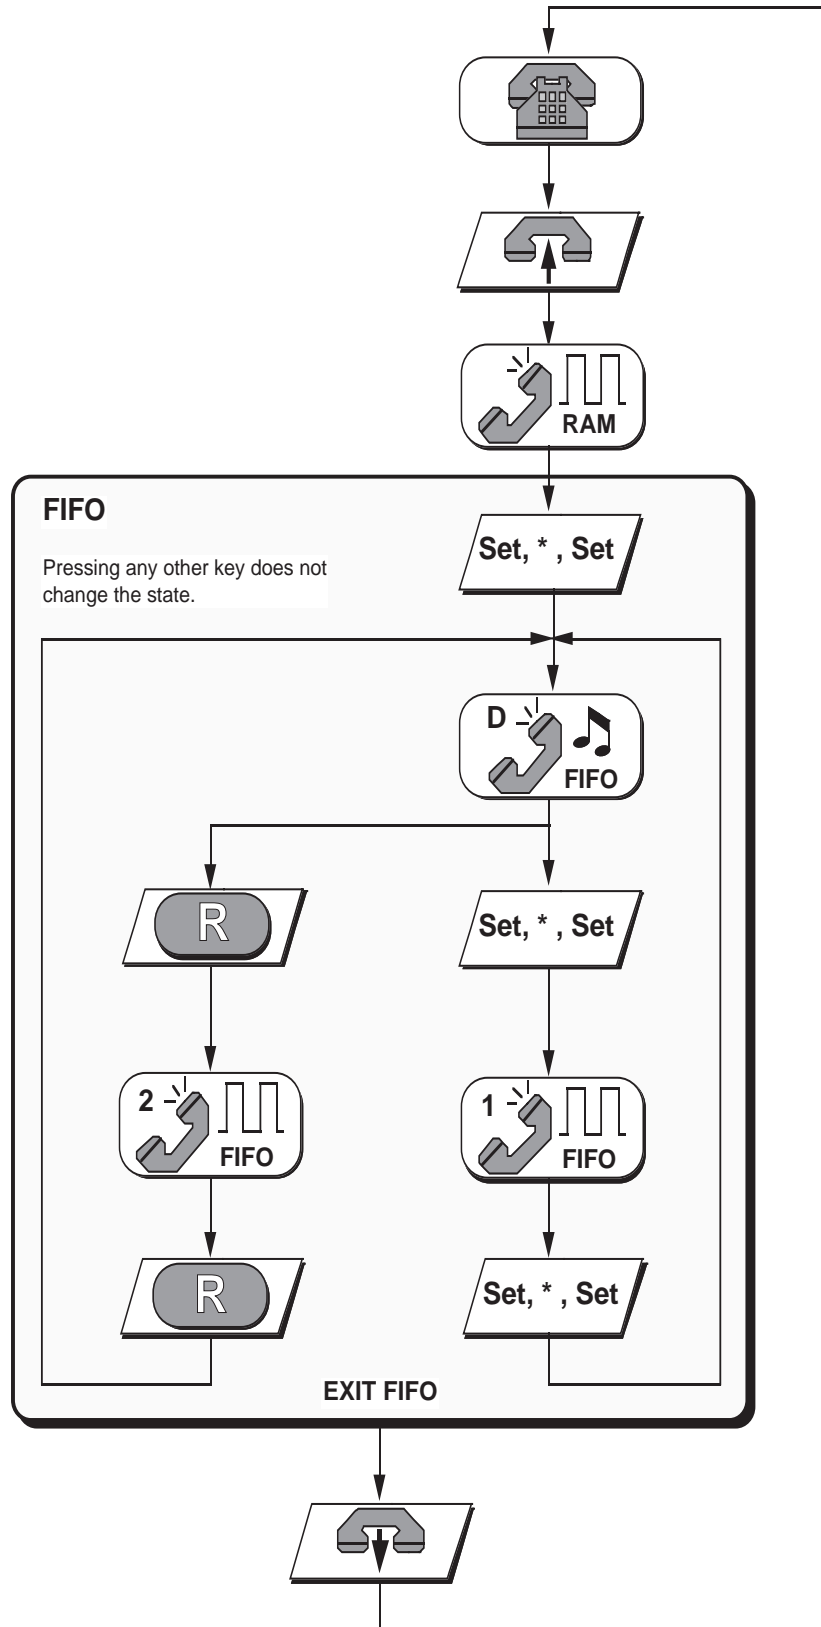 RAM
FIFO
Pressing any other key does not
change the state.
Set, * , Set
D
FIFO
R
Set, * , Set
2
FIFO
1
FIFO
R
Set, * , Set
EXIT FIFO